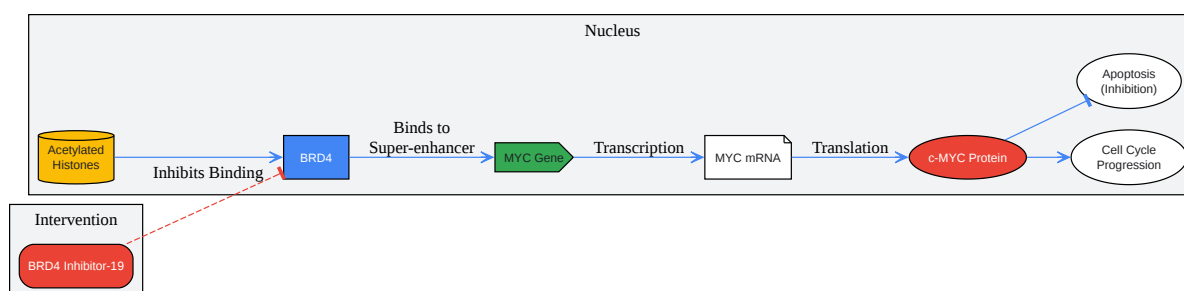 Nucleus
Acetylated
Histones
Inhibits Binding
BRD4
Binds to
Super-enhancer
MYC Gene
Transcription
MYC mRNA
Translation
c-MYC Protein
Apoptosis
(Inhibition)
Cell Cycle
Progression
Intervention
BRD4 Inhibitor-19